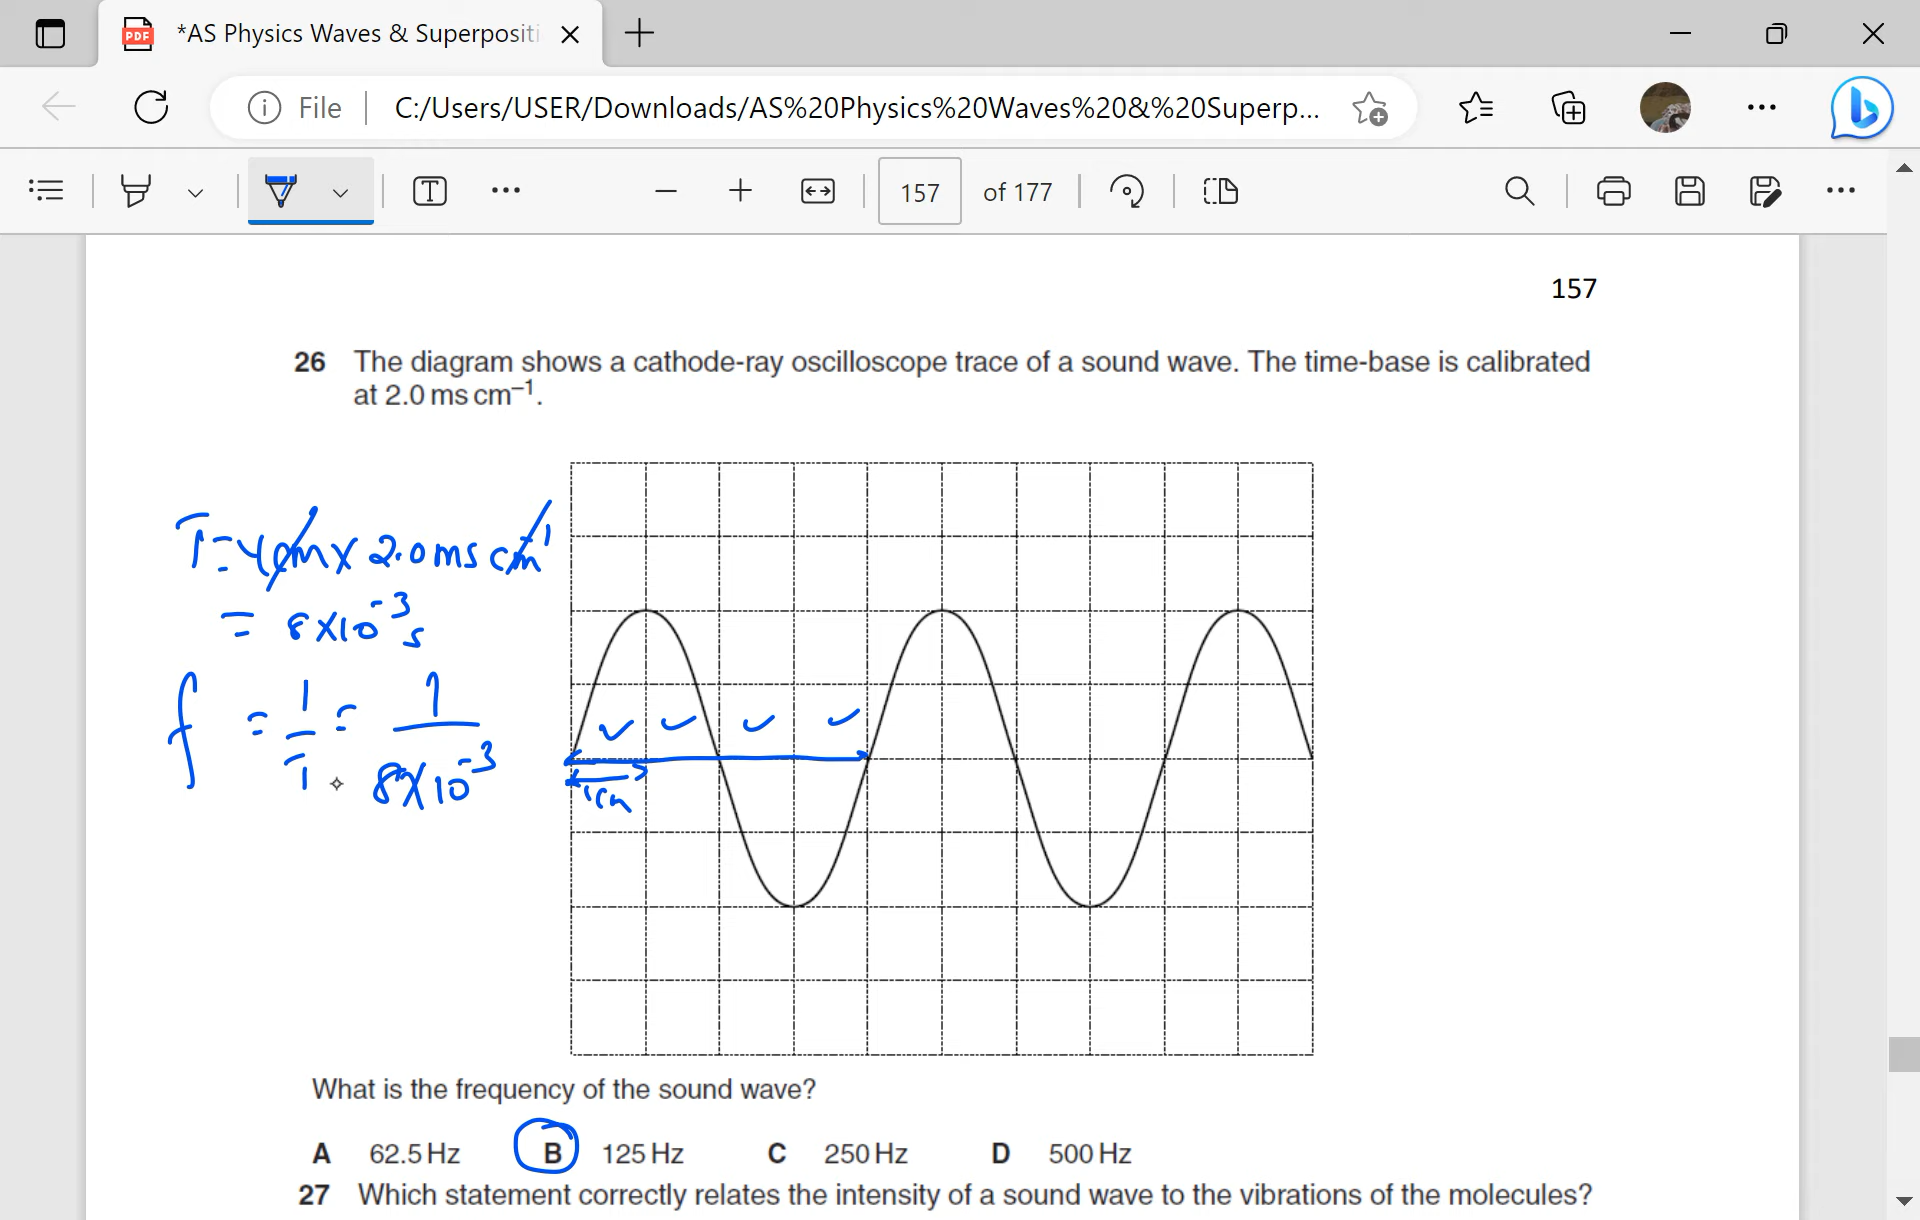 *AS Physics Waves & Superpositi
File
C:/Users/USER/Downloads/AS%20Physics%20Waves%20&%20Superp...
157 of 177
157
26 The diagram shows a cathode-ray oscilloscope trace of a sound wave. The time-base is calibrated
at 2.0 ms cm⁻¹.
T = 4cm x 2.0 ms cm⁻¹
= 8x10⁻³ s
f = 1/T = 1/8x10⁻³
1cm
What is the frequency of the sound wave?
A 62.5 Hz B 125 Hz C 250 Hz D 500 Hz
27 Which statement correctly relates the intensity of a sound wave to the vibrations of the molecules?